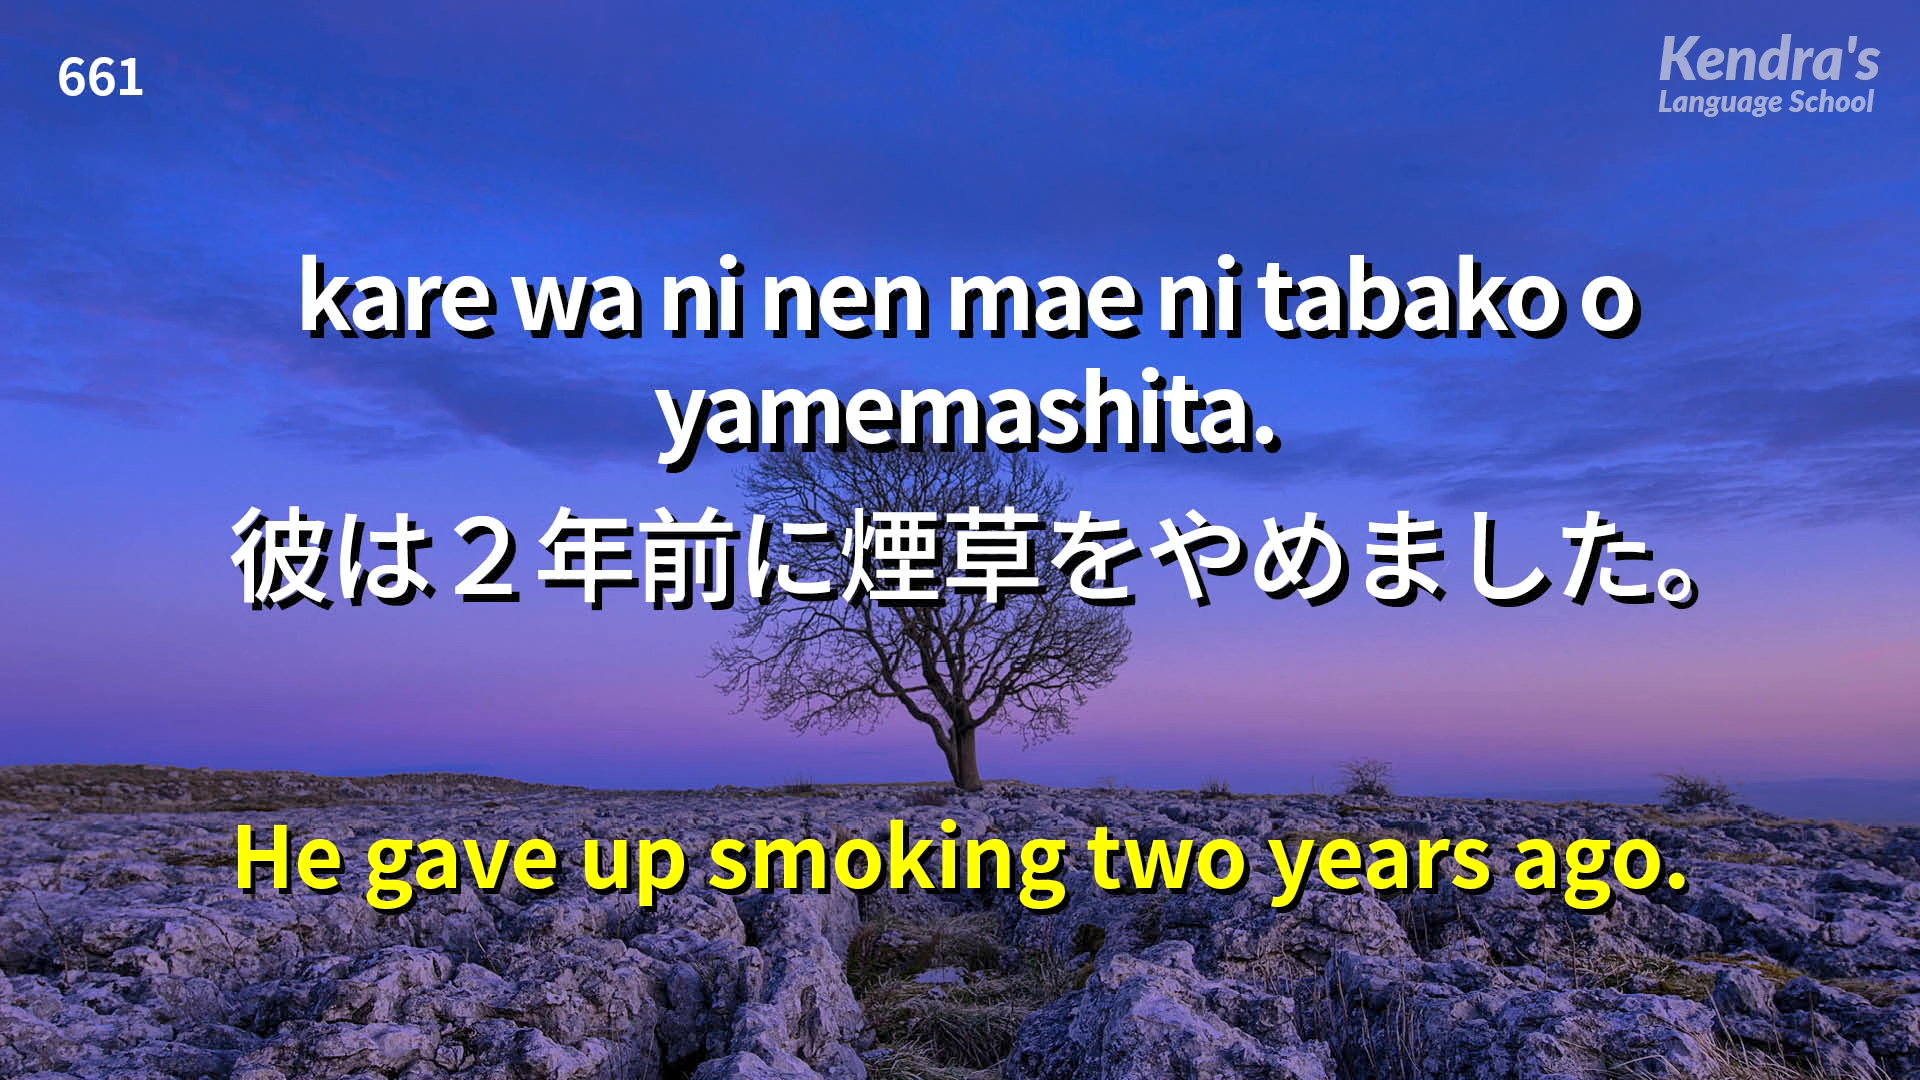 661
Kendra's
Language School
kare wa ni nen mae ni tabako o
yamemashita.
彼は２年前に煙草をやめました。
He gave up smoking two years ago.